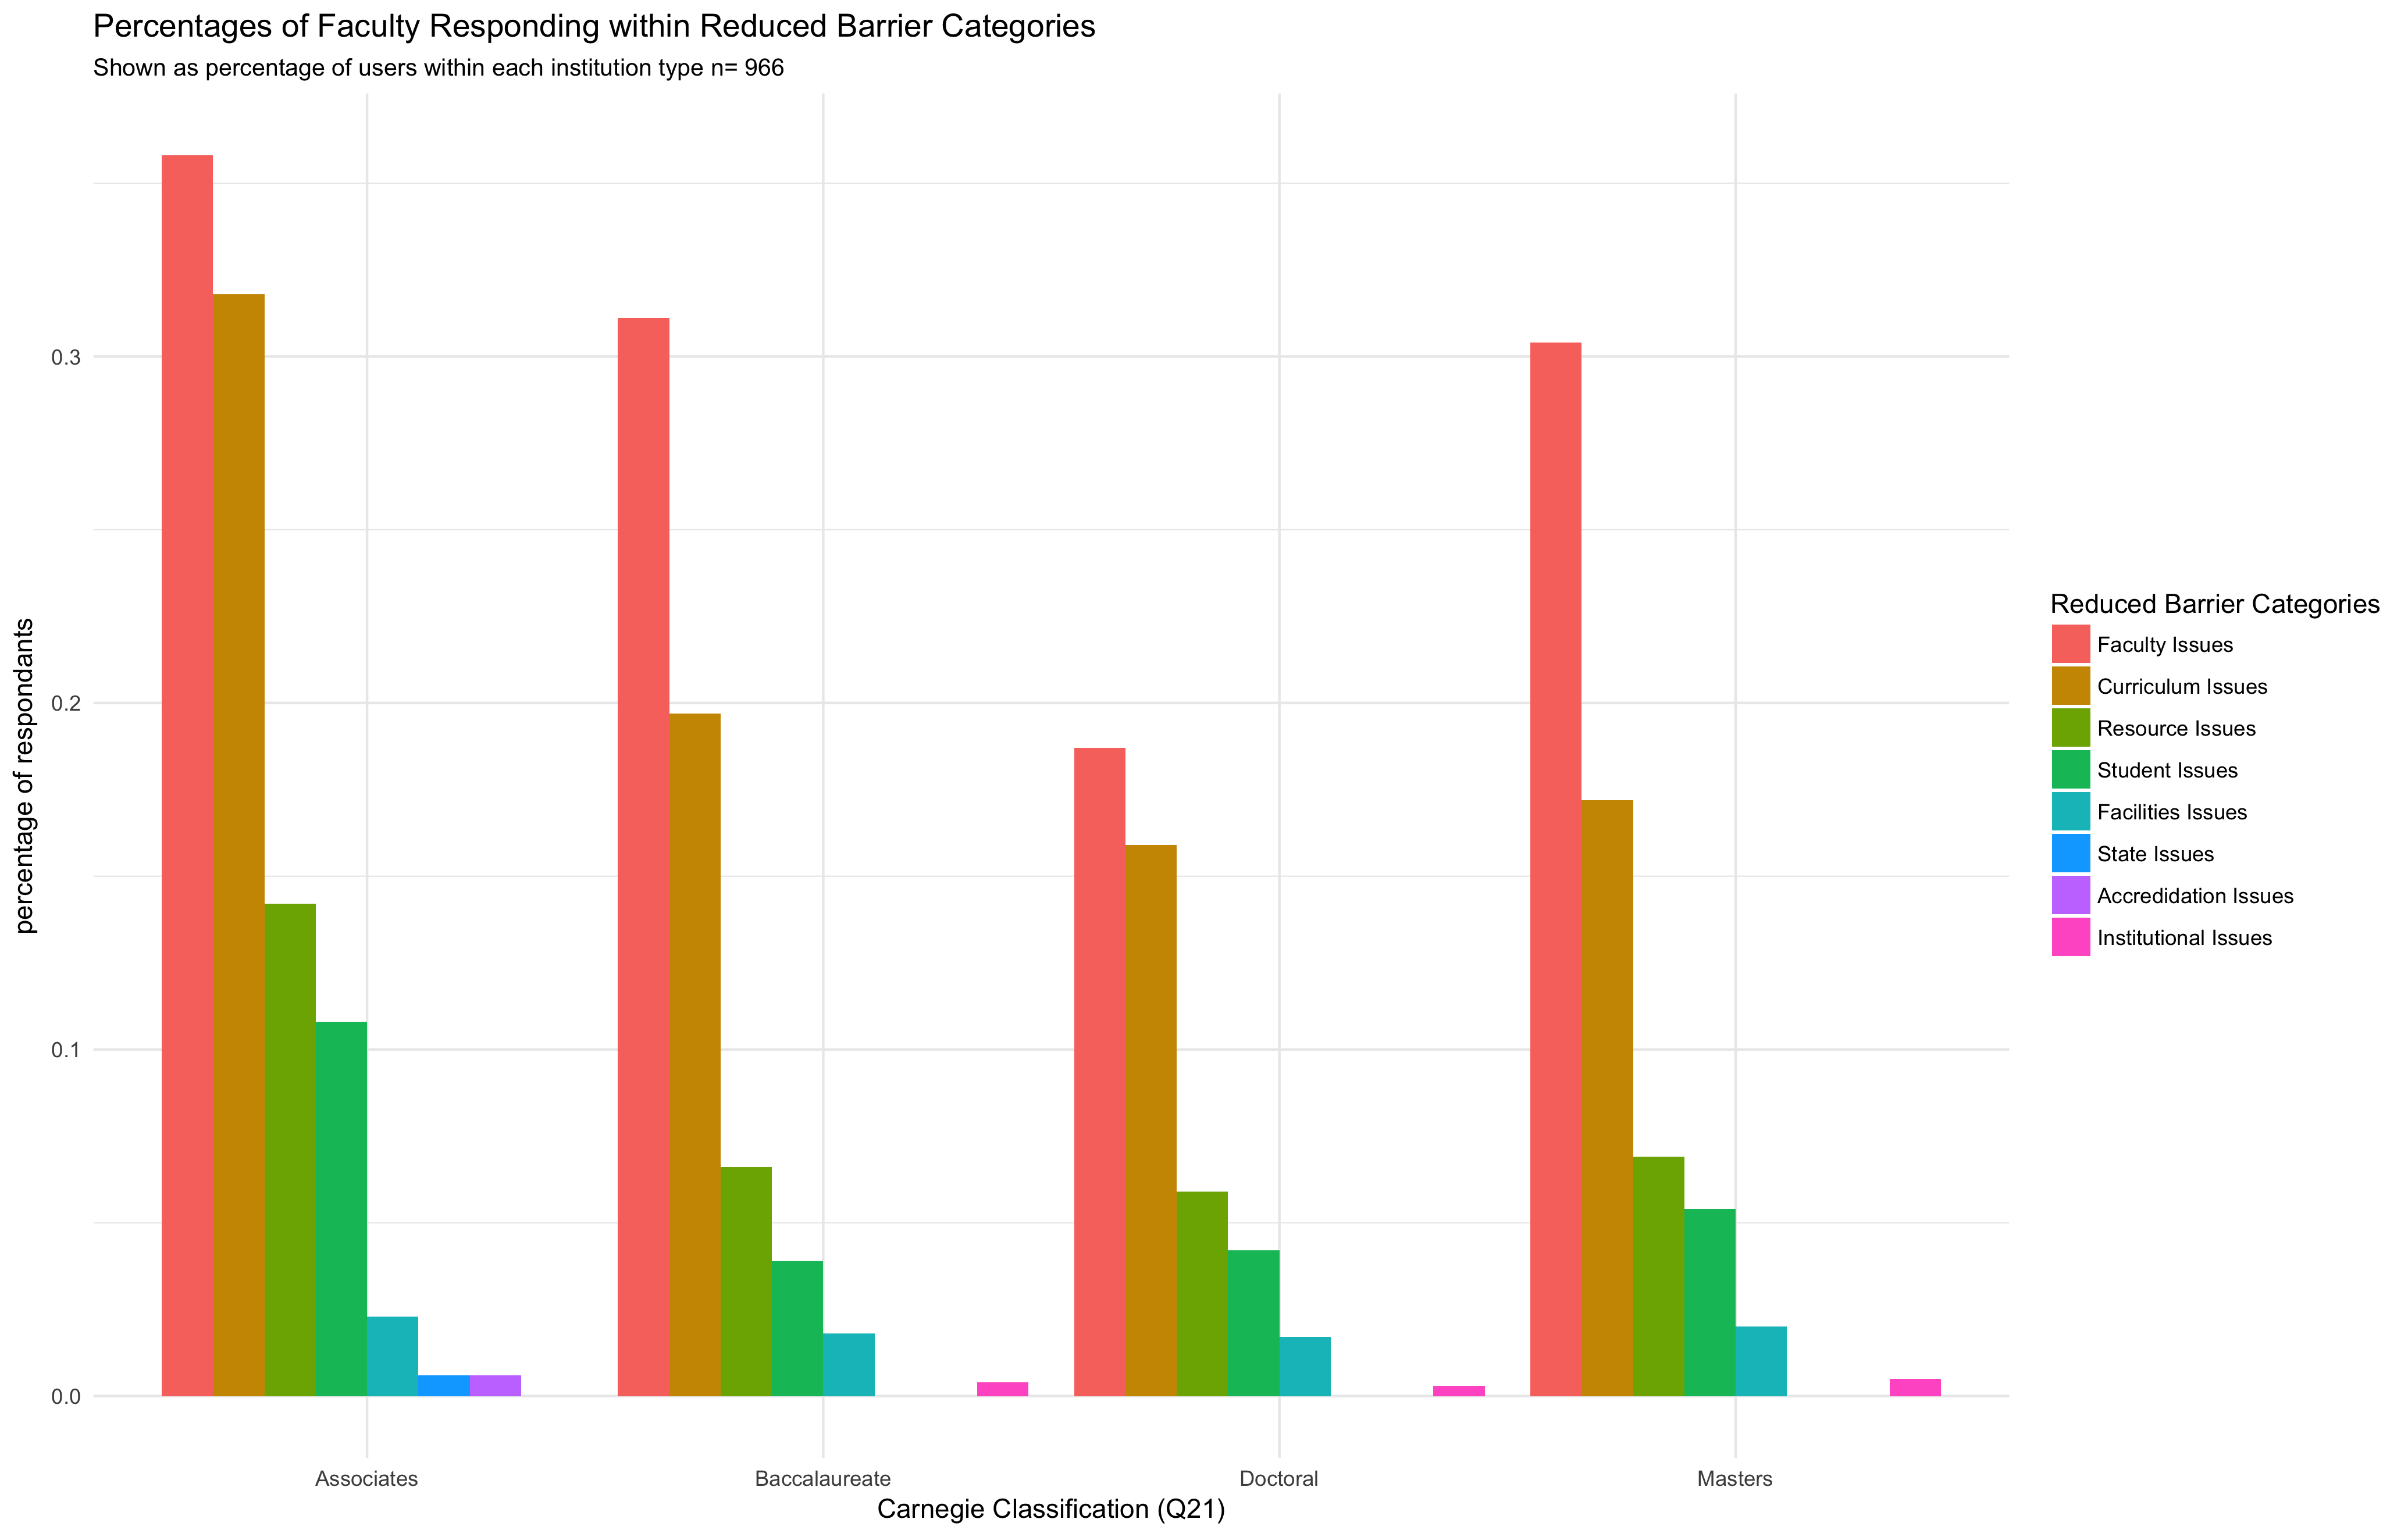 Percentages of Faculty Responding within Reduced Barrier Categories
Shown as percentage of users within each institution type n= 966
percentage of respondants
0.3
0.2
0.1
0.0
Associates
Baccalaureate
Doctoral
Masters
Carnegie Classification (Q21)
Reduced Barrier Categories
Faculty Issues
Curriculum Issues
Resource Issues
Student Issues
Facilities Issues
State Issues
Accredidation Issues
Institutional Issues